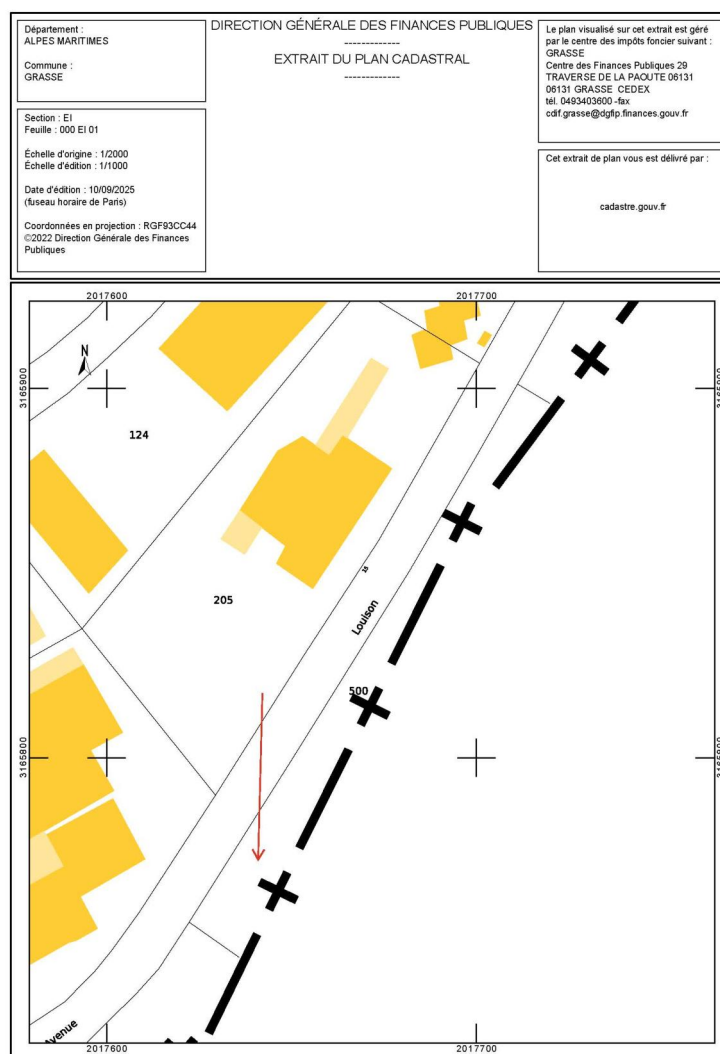 Département :
ALPES MARITIMES
Commune :
GRASSE
Section : EI
Feuille : 000 EI 01
Échelle d'origine : 1/2000
Échelle d'édition : 1/1000
Date d'édition : 10/09/2025
(fuseau horaire de Paris)
Coordonnées en projection : RGF93CC44
©2022 Direction Générale des Finances
Publiques
DIRECTION GÉNÉRALE DES FINANCES PUBLIQUES
-------------
EXTRAIT DU PLAN CADASTRAL
-------------
Le plan visualisé sur cet extrait est géré
par le centre des impôts foncier suivant :
GRASSE
Centre des Finances Publiques 29
TRAVERSE DE LA PAOUTE 06131
06131 GRASSE CEDEX
tél. 0493403600 -fax
cdif.grasse@dgfip.finances.gouv.fr
Cet extrait de plan vous est délivré par :
cadastre.gouv.fr
2017600
2017700
N
3165900
3165900
124
15
205
Louison
500
3165800
3165800
Avenue
2017600
2017700